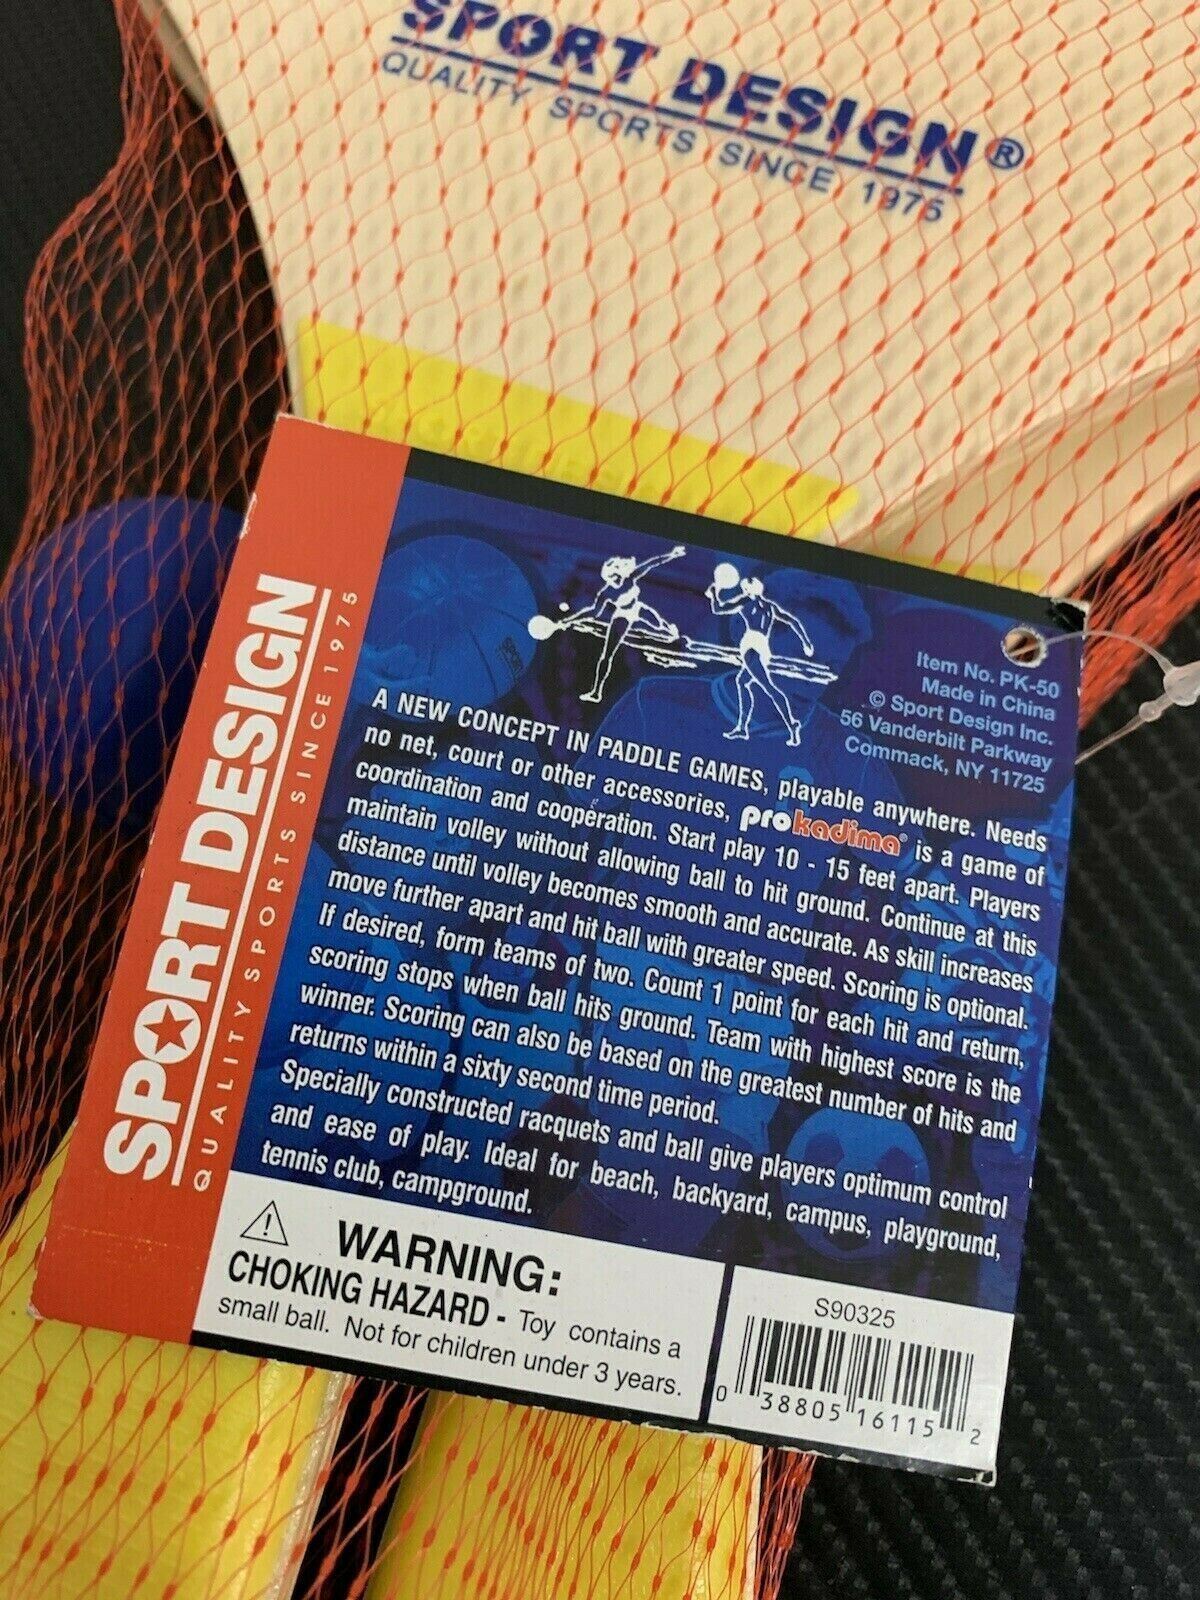 SPORT DESIGN®
QUALITY SPORTS SINCE 1975
SPORT DESIGN
QUALITY SPORTS SINCE 1975
Item No. PK-50
Made in China
© Sport Design Inc.
56 Vanderbilt Parkway
Commack, NY 11725
A NEW CONCEPT IN PADDLE GAMES, playable anywhere. Needs
no net, court or other accessories, prokadima® is a game of
coordination and cooperation. Start play 10 - 15 feet apart. Players
maintain volley without allowing ball to hit ground. Continue at this
distance until volley becomes smooth and accurate. As skill increases
move further apart and hit ball with greater speed. Scoring is optional.
If desired, form teams of two. Count 1 point for each hit and return,
scoring stops when ball hits ground. Team with highest score is the
winner. Scoring can also be based on the greatest number of hits and
returns within a sixty second time period.
Specially constructed racquets and ball give players optimum control
and ease of play. Ideal for beach, backyard, campus, playground,
tennis club, campground.
WARNING:
CHOKING HAZARD - Toy contains a
small ball. Not for children under 3 years.
S90325
0 38805 16115 2